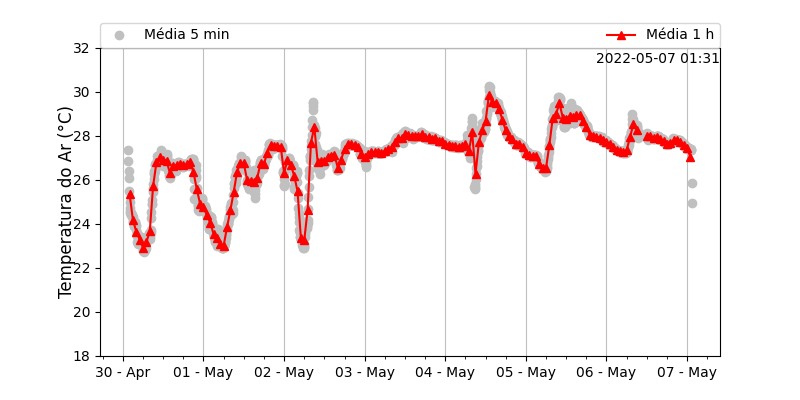 Média 5 min
Média 1 h
2022-05-07 01:31
Temperatura do Ar (°C)
32
30
28
26
24
22
20
18
30 - Apr
01 - May
02 - May
03 - May
04 - May
05 - May
06 - May
07 - May